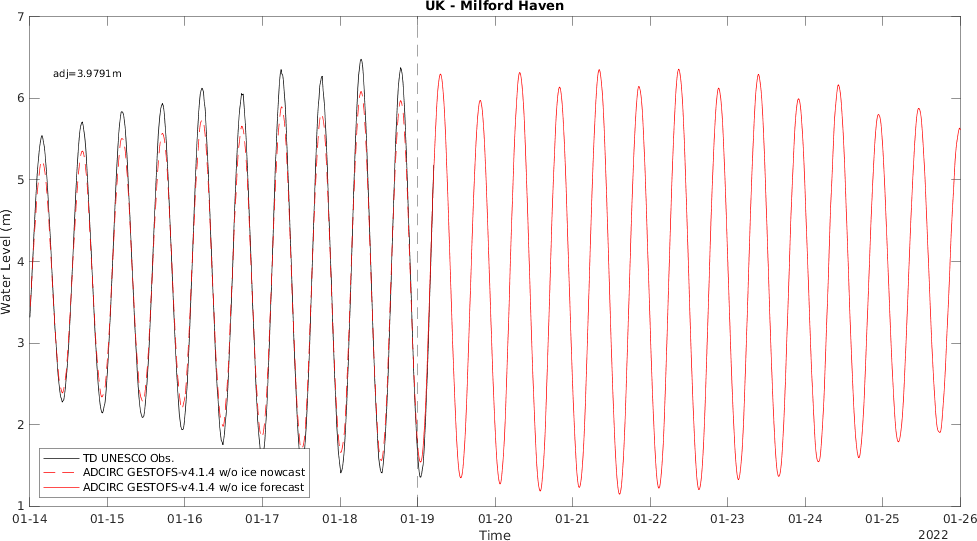 UK - Milford Haven
7
adj=3.9791m
6
5
4
3
2
1
Water Level (m)
TD UNESCO Obs.
ADCIRC GESTOFS-v4.1.4 w/o ice nowcast
ADCIRC GESTOFS-v4.1.4 w/o ice forecast
01-14 01-15 01-16 01-17 01-18 01-19 01-20 01-21 01-22 01-23 01-24 01-25 01-26
Time
2022